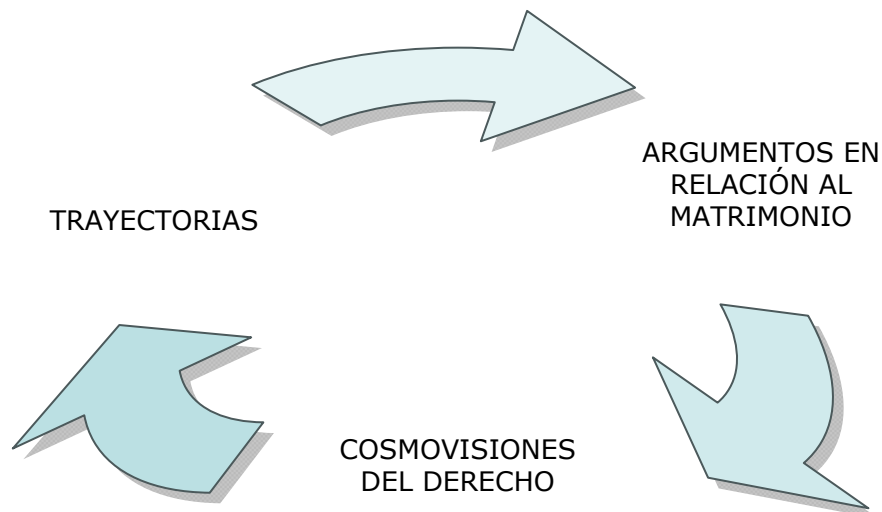 TRAYECTORIAS
ARGUMENTOS EN
RELACIÓN AL
MATRIMONIO
COSMOVISIONES
DEL DERECHO